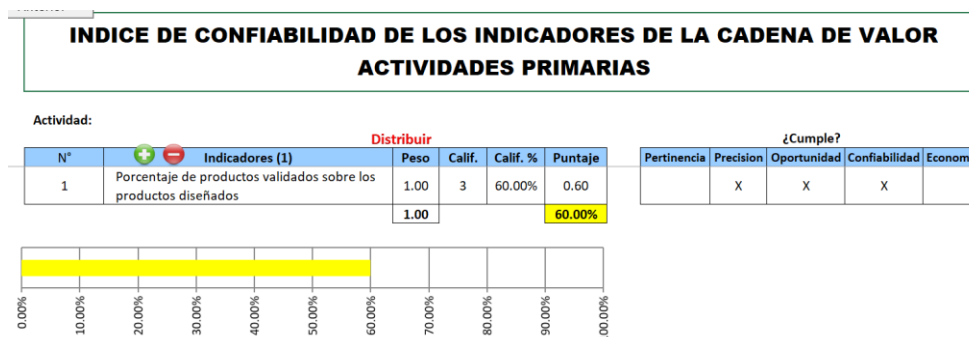 INDICE DE CONFIABILIDAD DE LOS INDICADORES DE LA CADENA DE VALOR
ACTIVIDADES PRIMARIAS
Actividad:
Distribuir
¿Cumple?
N° Indicadores (1) Peso Calif. Calif. % Puntaje Pertinencia Precision Oportunidad Confiabilidad Econom
1 Porcentaje de productos validados sobre los productos diseñados 1.00 3 60.00% 0.60 X X X
1.00 60.00%
0.00% 10.00% 20.00% 30.00% 40.00% 50.00% 60.00% 70.00% 80.00% 90.00% 100.00%